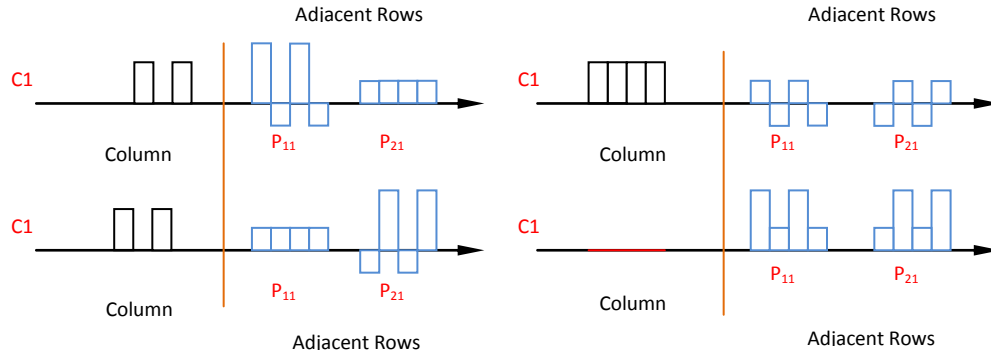 Adjacent Rows
C1
P11
P21
Column
C1
P11
P21
Column
Adjacent Rows
Adjacent Rows
C1
P11
P21
Column
C1
P11
P21
Column
Adjacent Rows